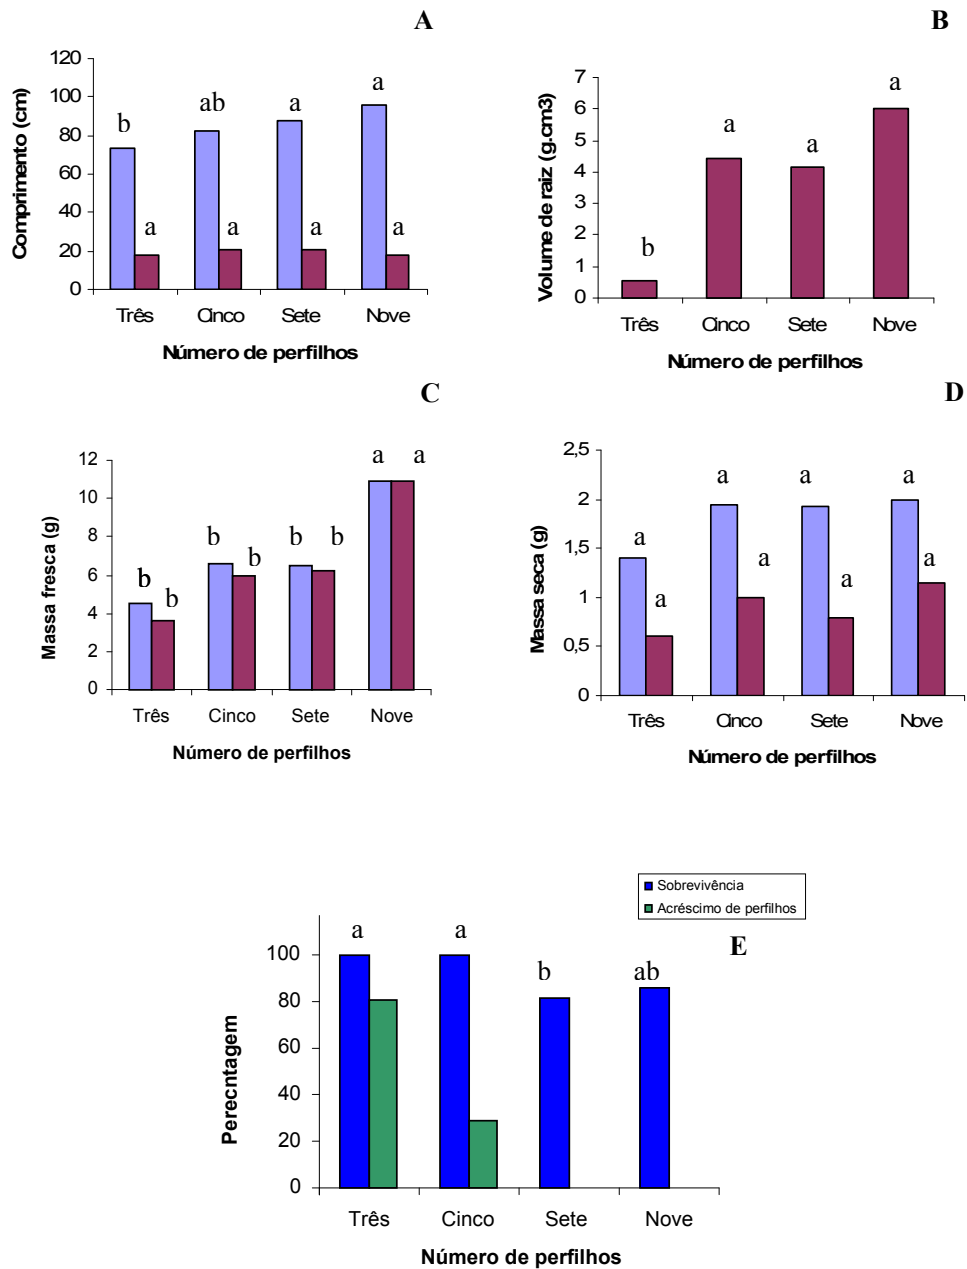 A
Comprimento (cm)
120
100
80
60
40
20
0
b
a
ab
a
a
a
a
a
Três Cinco Sete Nove
Número de perfilhos
B
Volume de raiz (g.cm3)
7
6
5
4
3
2
1
0
b
a
a
a
Três Cinco Sete Nove
Número de perfilhos
C
Massa fresca (g)
12
10
8
6
4
2
0
b
b
b
b
b
b
a
a
Três Cinco Sete Nove
Número de perfilhos
D
Massa seca (g)
2,5
2
1,5
1
0,5
0
a
a
a
a
a
a
a
a
Três Cinco Sete Nove
Número de perfilhos
Sobrevivência
Acréscimo de perfilhos
E
Perecntagem
100
80
60
40
20
0
a
a
b
ab
Três Cinco Sete Nove
Número de perfilhos